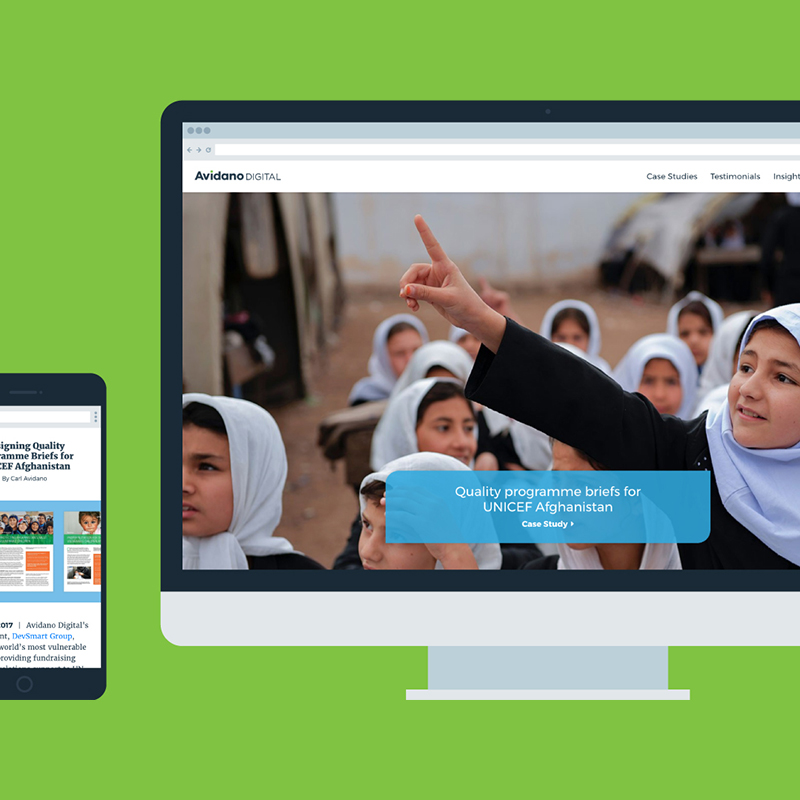 Avidano DIGITAL
Case Studies Testimonials Insight
Quality programme briefs for
UNICEF Afghanistan
Case Study
igning Quality
ramme Briefs for
CEF Afghanistan
By Carl Avidano
017 | Avidano Digital's
nt, DevSmart Group,
world's most vulnerable
roviding fundraising